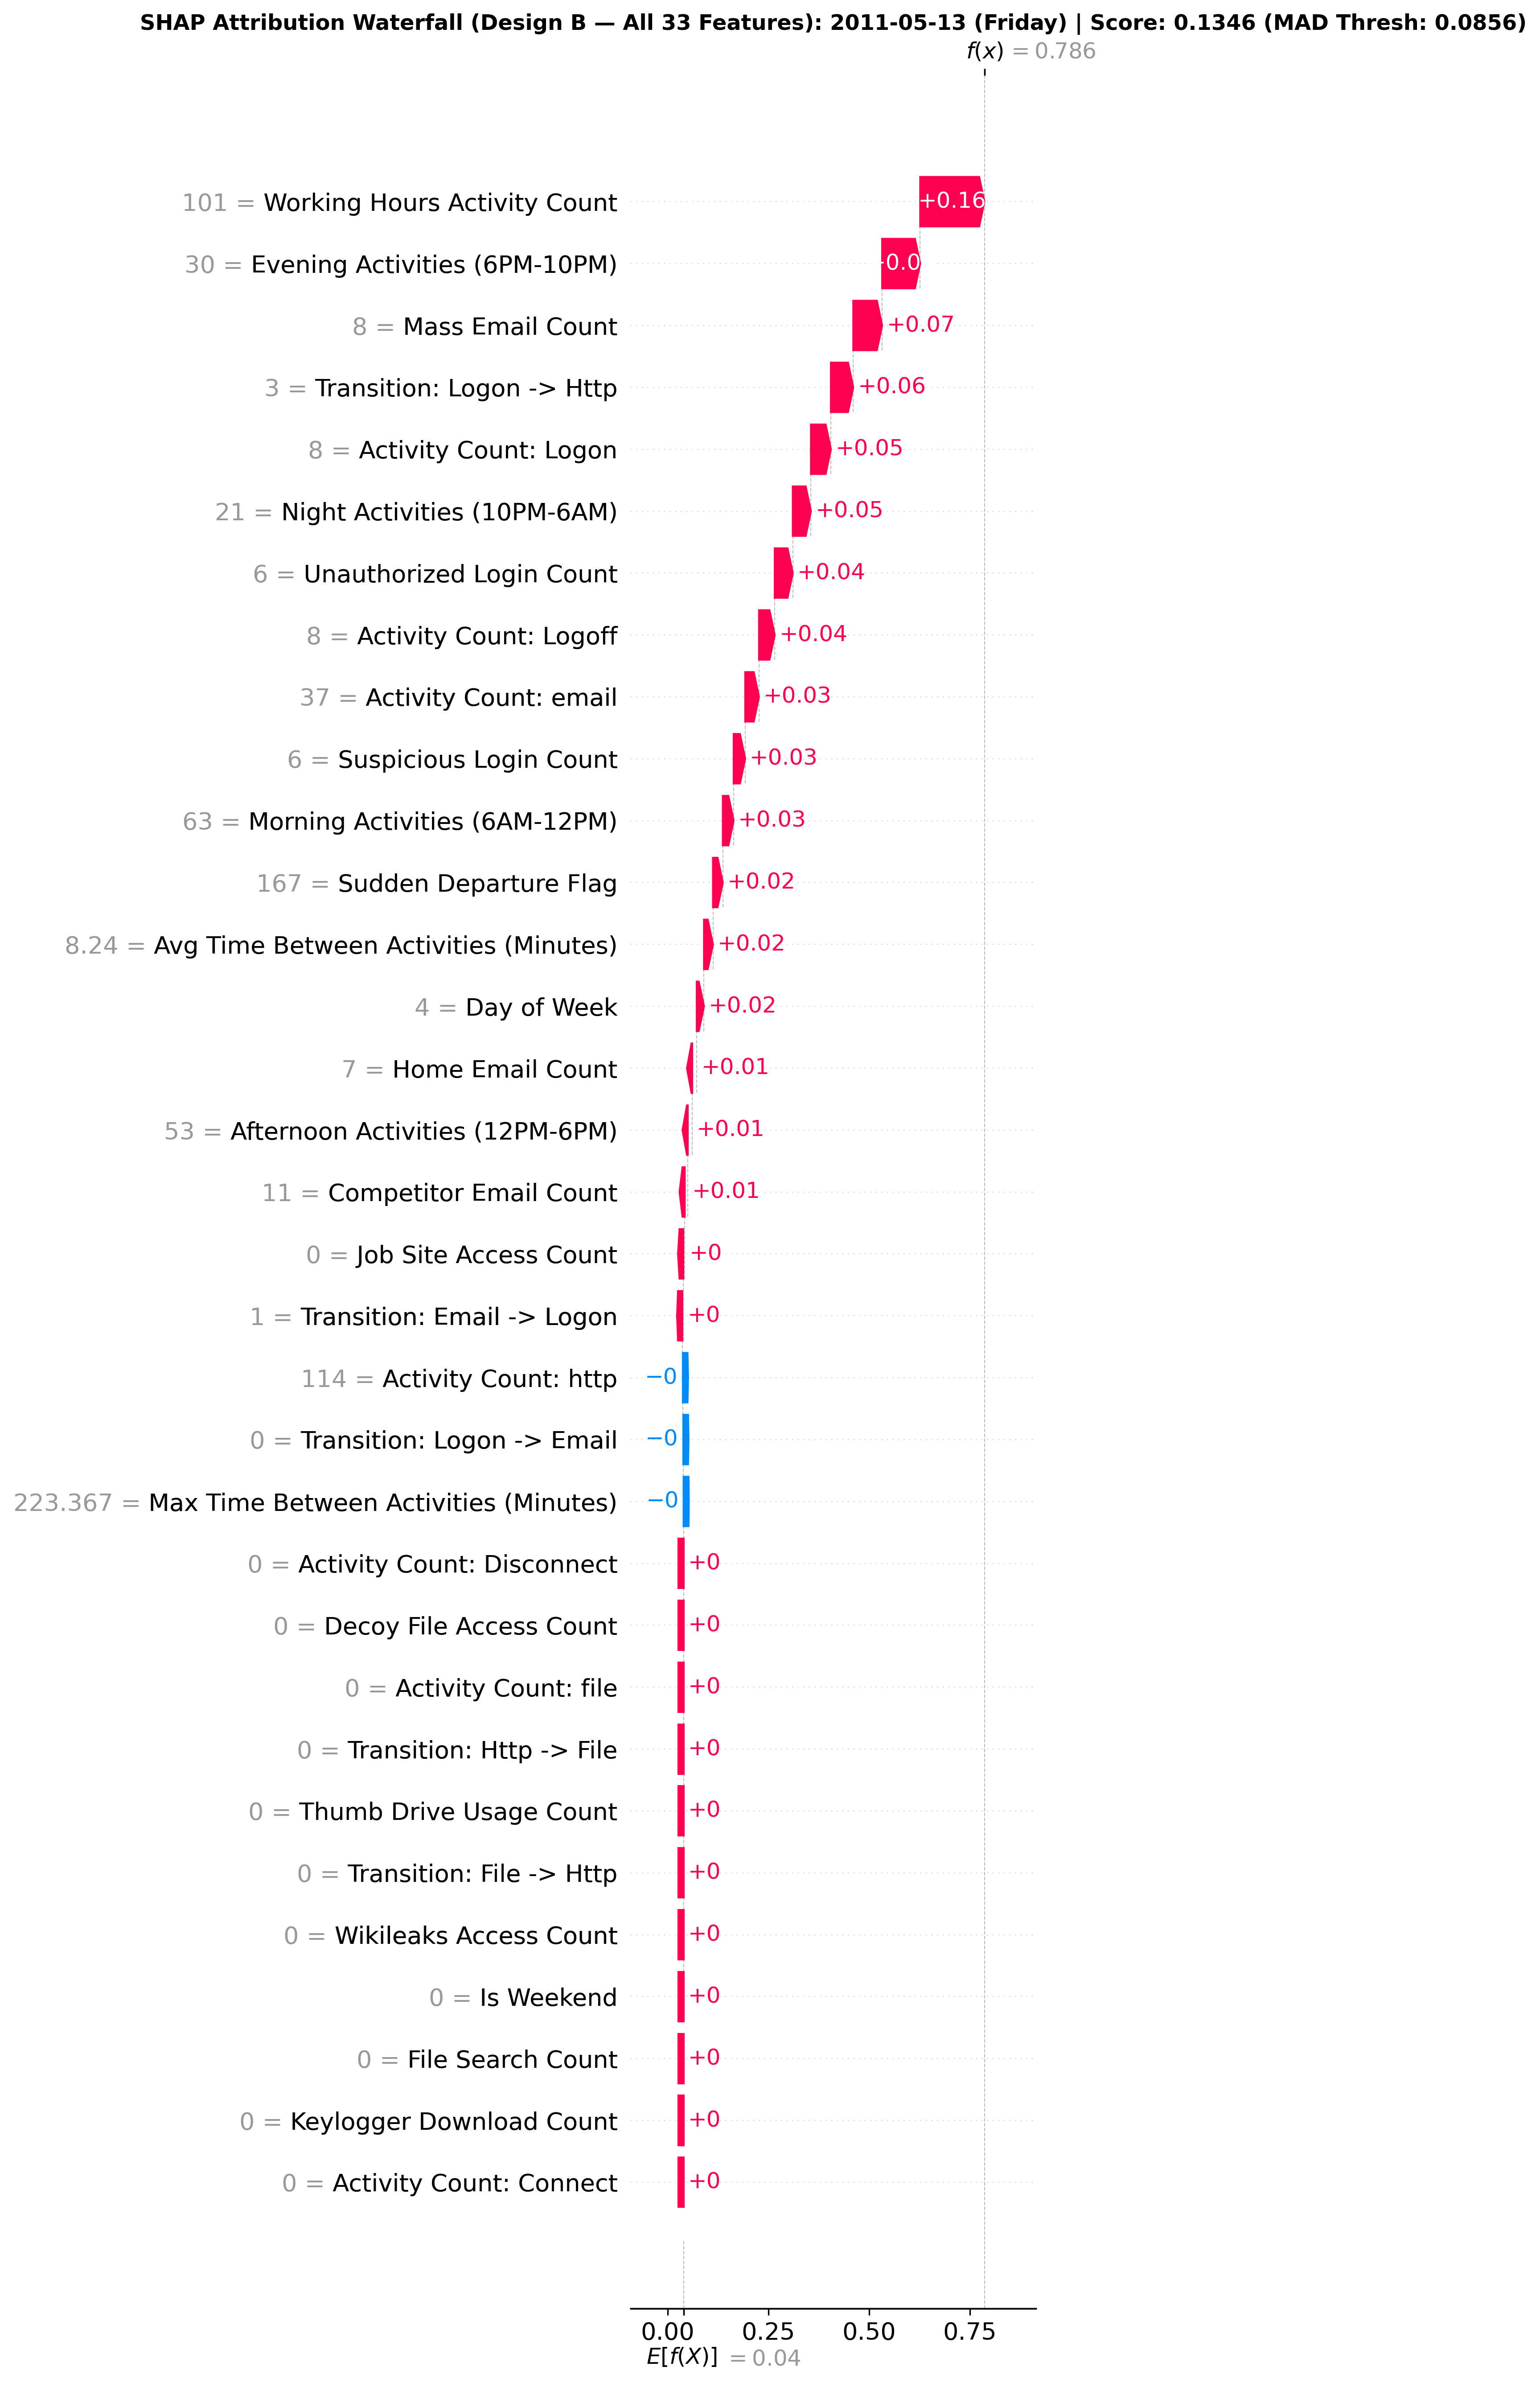 SHAP Attribution Waterfall (Design B — All 33 Features): 2011-05-13 (Friday) | Score: 0.1346 (MAD Thresh: 0.0856)
f(x) = 0.786
101 = Working Hours Activity Count +0.16
30 = Evening Activities (6PM-10PM) 0.0
8 = Mass Email Count +0.07
3 = Transition: Logon -> Http +0.06
8 = Activity Count: Logon +0.05
21 = Night Activities (10PM-6AM) +0.05
6 = Unauthorized Login Count +0.04
8 = Activity Count: Logoff +0.04
37 = Activity Count: email +0.03
6 = Suspicious Login Count +0.03
63 = Morning Activities (6AM-12PM) +0.03
167 = Sudden Departure Flag +0.02
8.24 = Avg Time Between Activities (Minutes) +0.02
4 = Day of Week +0.02
7 = Home Email Count +0.01
53 = Afternoon Activities (12PM-6PM) +0.01
11 = Competitor Email Count +0.01
0 = Job Site Access Count +0
1 = Transition: Email -> Logon +0
114 = Activity Count: http −0
0 = Transition: Logon -> Email −0
223.367 = Max Time Between Activities (Minutes) −0
0 = Activity Count: Disconnect +0
0 = Decoy File Access Count +0
0 = Activity Count: file +0
0 = Transition: Http -> File +0
0 = Thumb Drive Usage Count +0
0 = Transition: File -> Http +0
0 = Wikileaks Access Count +0
0 = Is Weekend +0
0 = File Search Count +0
0 = Keylogger Download Count +0
0 = Activity Count: Connect +0
0.00 0.25 0.50 0.75
E[f(X)] = 0.04